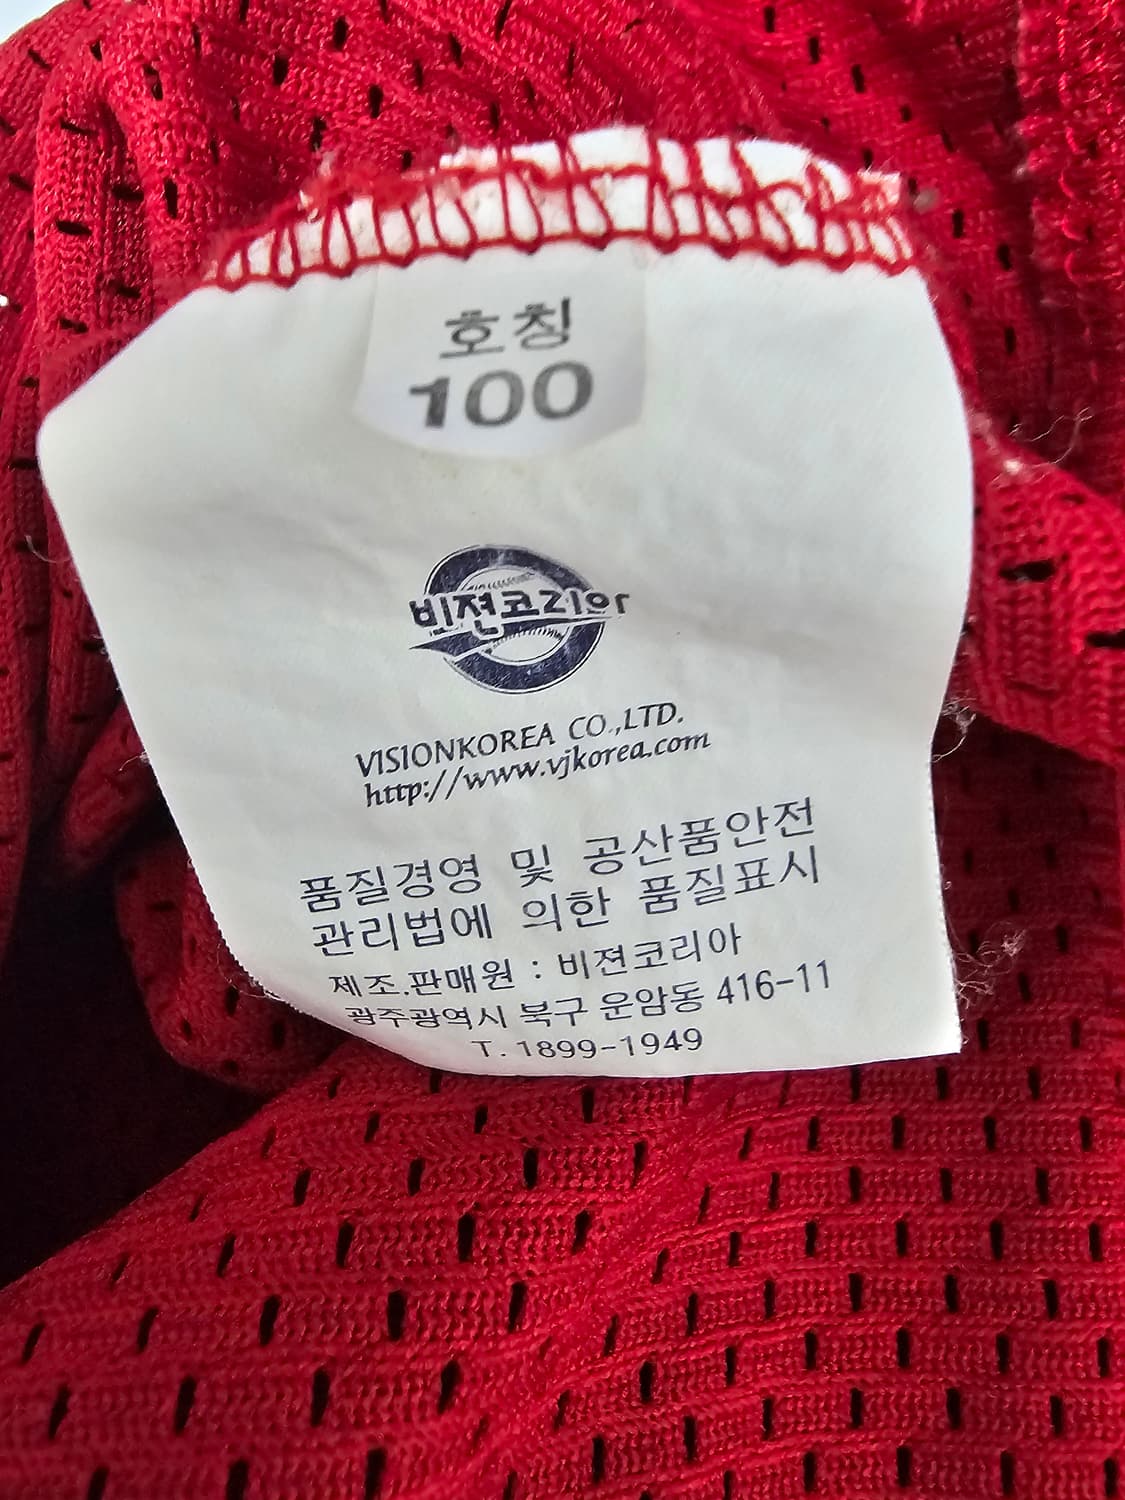 호칭
100
비젼코리아
VISIONKOREA CO.,LTD.
http://www.vjkorea.com
품질경영 및 공산품안전
관리법에 의한 품질표시
제조.판매원 : 비젼코리아
광주광역시 북구 운암동 416-11
T. 1899-1949